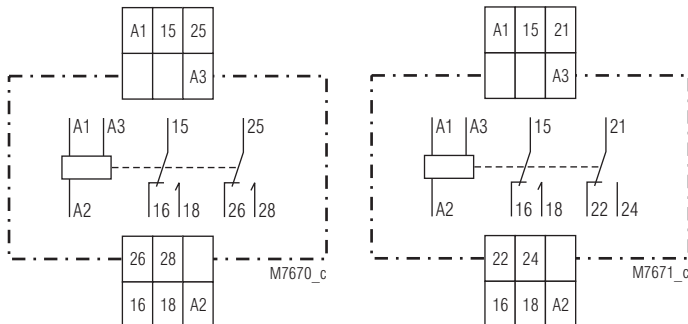 A1 15 25
A3
A1 A3 15 25
A2 16 18 26 28
26 28
16 18 A2
M7670_c
A1 15 21
A3
A1 A3 15 21
A2 16 18 22 24
22 24
16 18 A2
M7671_c